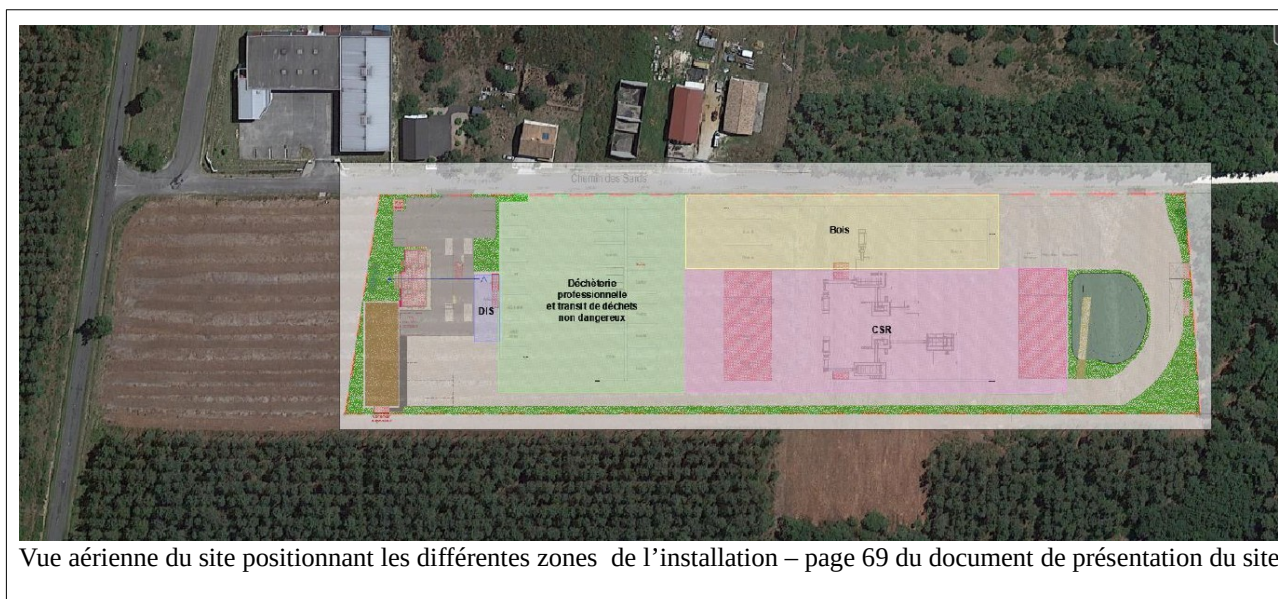 Chemin des Sards
Bois
Déchèterie
professionnelle
et transit de déchets
non dangereux
DIS
CSR
Vue aérienne du site positionnant les différentes zones de l’installation – page 69 du document de présentation du site